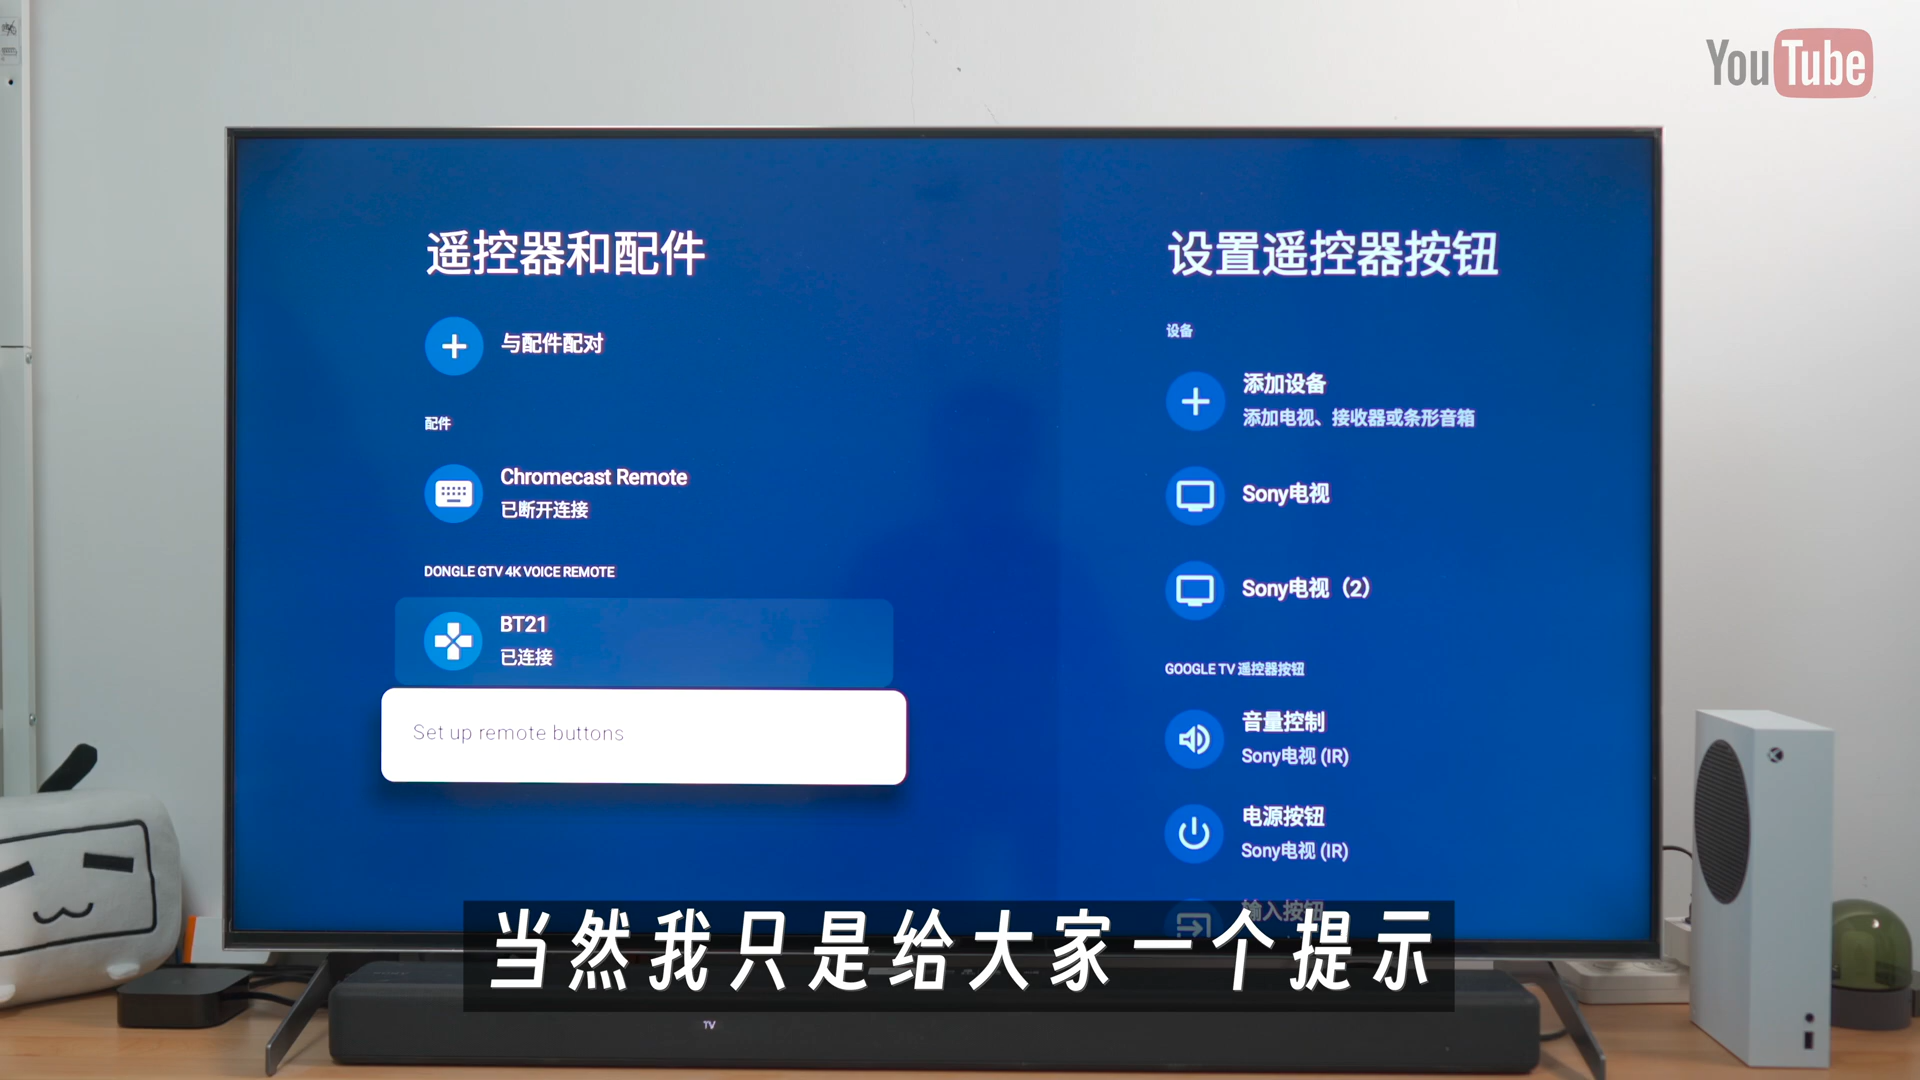 YouTube
遥控器和配件
与配件配对
配件
Chromecast Remote
已断开连接
DONGLE GTV 4K VOICE REMOTE
BT21
已连接
Set up remote buttons
设置遥控器按钮
设备
添加设备
添加电视、接收器或条形音箱
Sony电视
Sony电视（2）
GOOGLE TV 遥控器按钮
音量控制
Sony电视 (IR)
电源按钮
Sony电视 (IR)
输入按钮
当然我只是给大家一个提示
TV